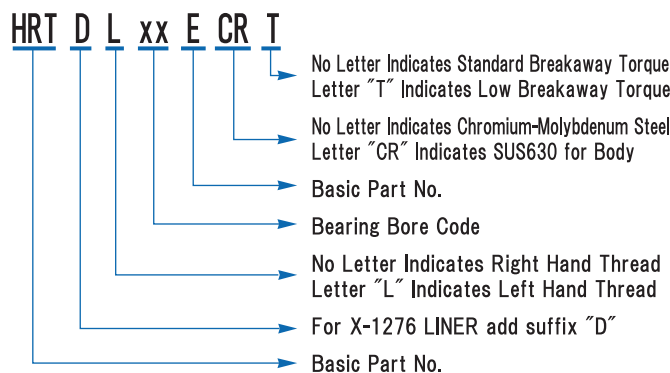 HRT D L xx E CR T
No Letter Indicates Standard Breakaway Torque
Letter "T" Indicates Low Breakaway Torque
No Letter Indicates Chromium-Molybdenum Steel
Letter "CR" Indicates SUS630 for Body
Basic Part No.
Bearing Bore Code
No Letter Indicates Right Hand Thread
Letter "L" Indicates Left Hand Thread
For X-1276 LINER add suffix "D"
Basic Part No.